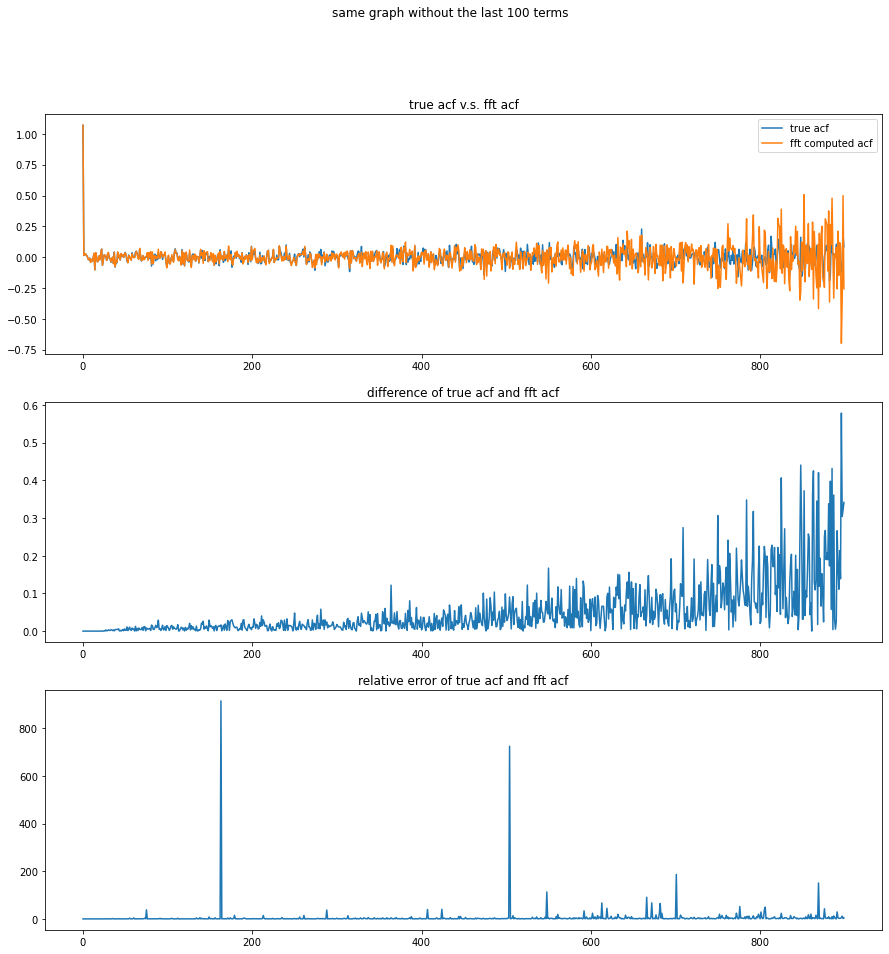 same graph without the last 100 terms
true acf v.s. fft acf
true acf
fft computed acf
1.00
0.75
0.50
0.25
0.00
−0.25
−0.50
−0.75
0 200 400 600 800
difference of true acf and fft acf
0.6
0.5
0.4
0.3
0.2
0.1
0.0
0 200 400 600 800
relative error of true acf and fft acf
800
600
400
200
0
0 200 400 600 800